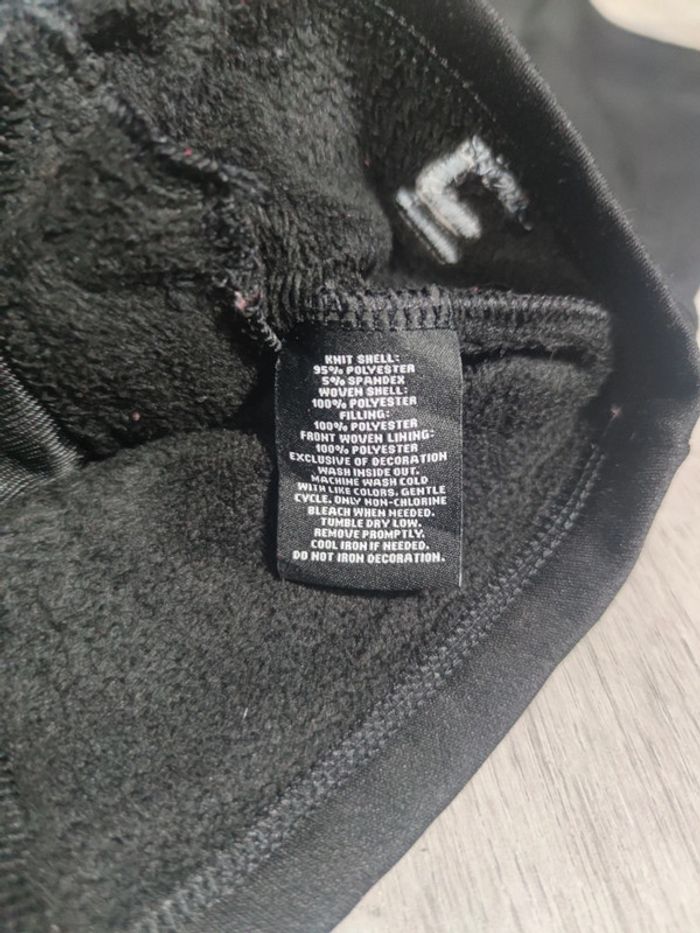 KNIT SHELL:
95% POLYESTER
5% SPANDEX
WOVEN SHELL:
100% POLYESTER
FILLING:
100% POLYESTER
FRONT WOVEN LINING:
100% POLYESTER
EXCLUSIVE OF DECORATION
WASH INSIDE OUT.
MACHINE WASH COLD
WITH LIKE COLORS, GENTLE
CYCLE. ONLY NON-CHLORINE
BLEACH WHEN NEEDED.
TUMBLE DRY LOW.
REMOVE PROMPTLY.
COOL IRON IF NEEDED.
DO NOT IRON DECORATION.